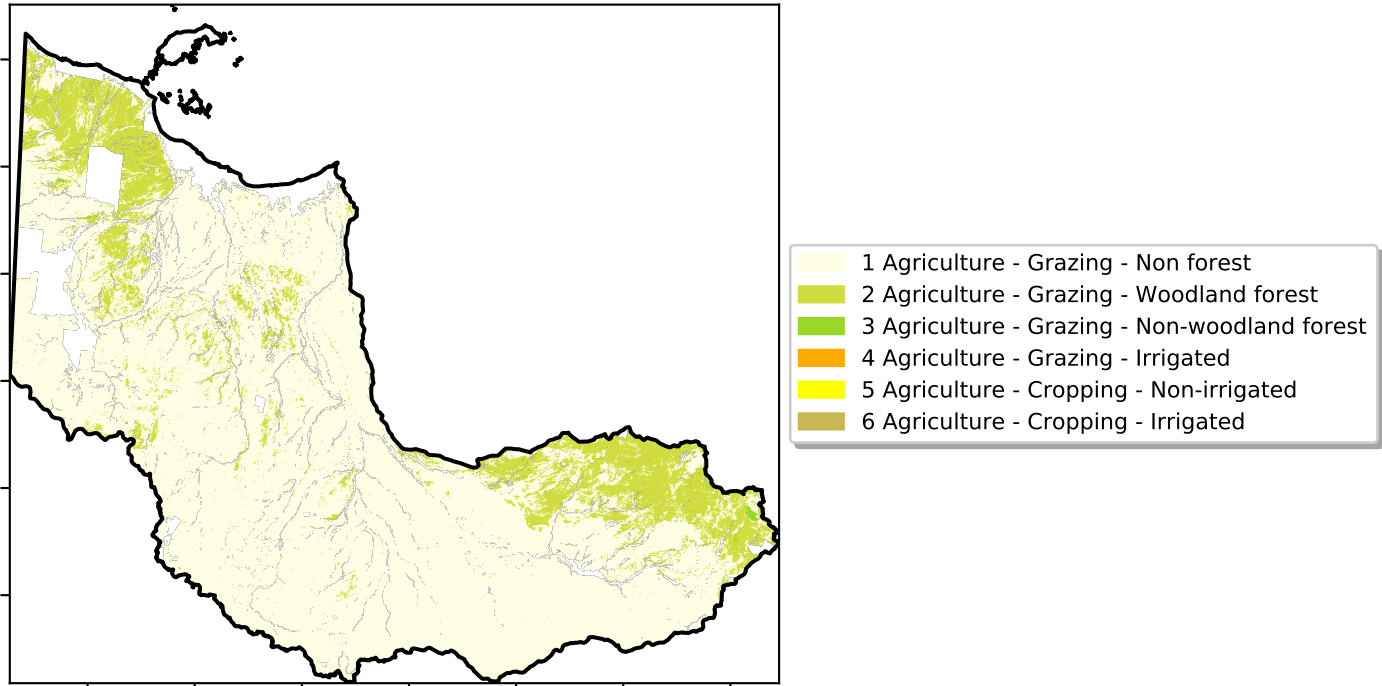 1 Agriculture - Grazing - Non forest
2 Agriculture - Grazing - Woodland forest
3 Agriculture - Grazing - Non-woodland forest
4 Agriculture - Grazing - Irrigated
5 Agriculture - Cropping - Non-irrigated
6 Agriculture - Cropping - Irrigated